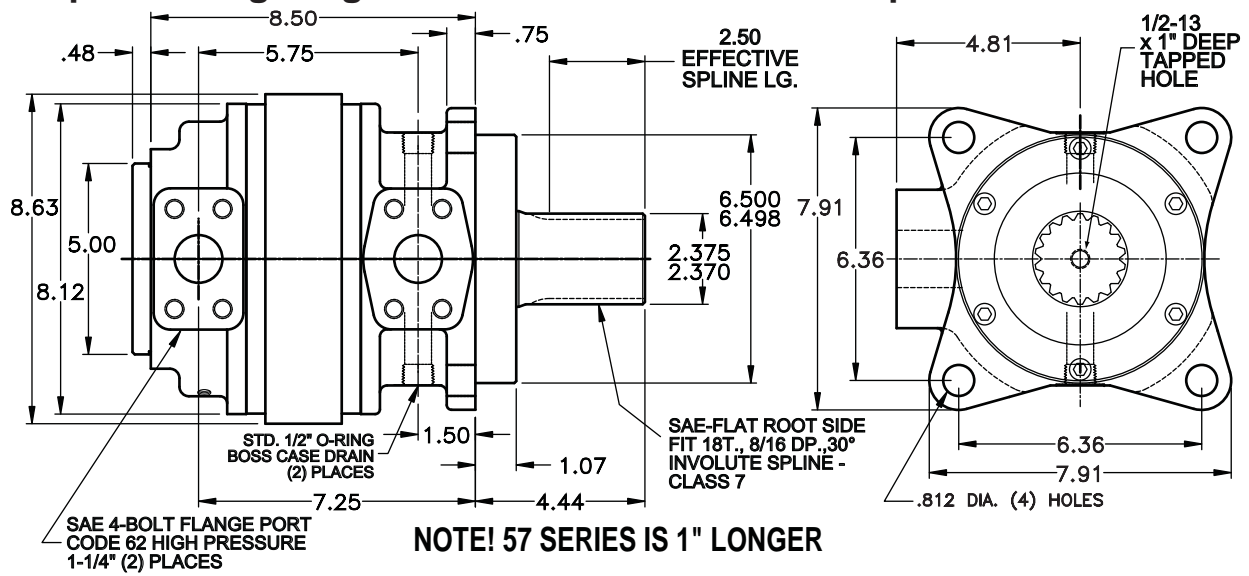 8.50
.48
5.75
.75
2.50
EFFECTIVE
SPLINE LG.
4.81
1/2-13
x 1" DEEP
TAPPED
HOLE
8.63
5.00
8.12
6.500
6.498
2.375
2.370
7.91
6.36
STD. 1/2" O-RING
BOSS CASE DRAIN
(2) PLACES
1.50
1.07
SAE-FLAT ROOT SIDE
FIT 18T., 8/16 DP.,30°
INVOLUTE SPLINE -
CLASS 7
6.36
7.91
7.25
4.44
.812 DIA. (4) HOLES
SAE 4-BOLT FLANGE PORT
CODE 62 HIGH PRESSURE
1-1/4" (2) PLACES
NOTE! 57 SERIES IS 1" LONGER